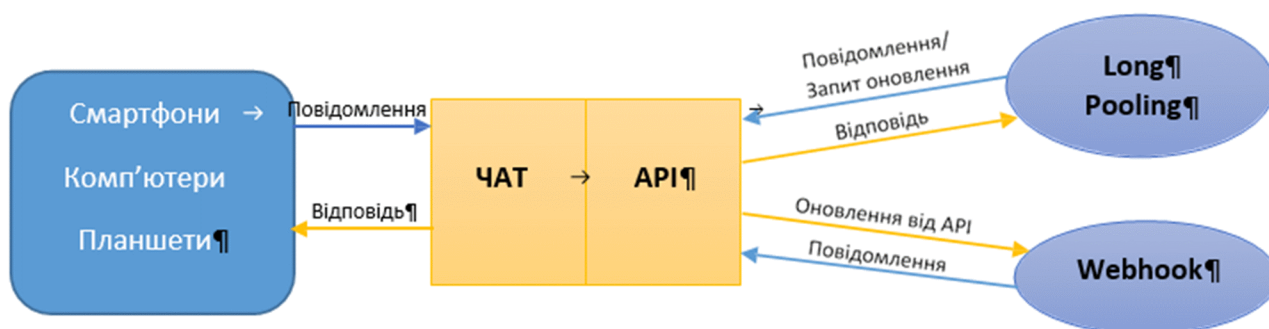 Смартфони →
Комп’ютери
Планшети¶
Повідомлення
Відповідь¶
ЧАТ → API¶
→
Повідомлення/
Запит оновлення
Відповідь
Оновлення від API
Повідомлення
Long¶
Pooling¶
Webhook¶